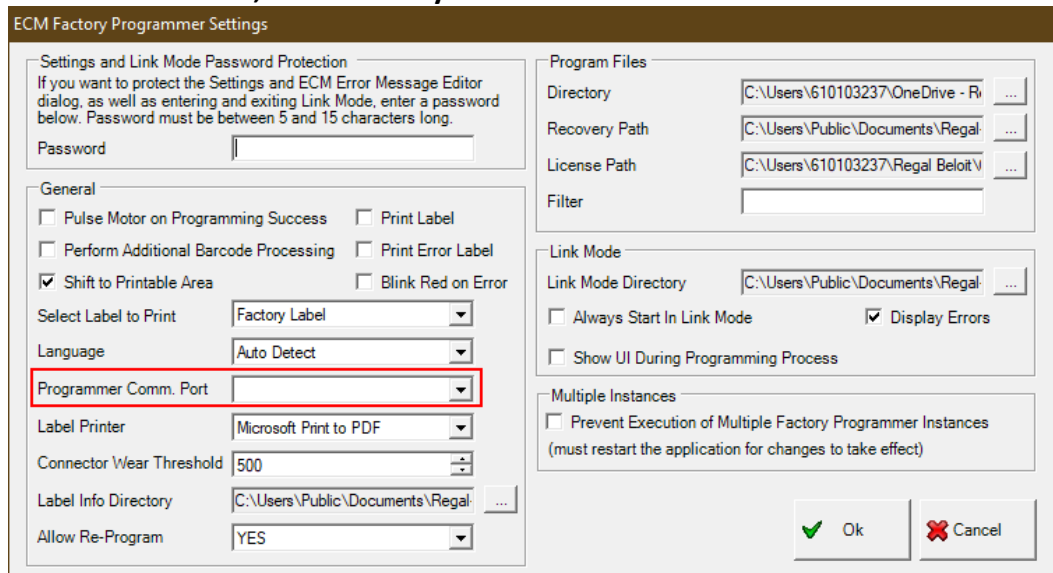 ECM Factory Programmer Settings
Settings and Link Mode Password Protection
If you want to protect the Settings and ECM Error Message Editor
dialog, as well as entering and exiting Link Mode, enter a password
below. Password must be between 5 and 15 characters long.
Password
General
Pulse Motor on Programming Success
Print Label
Perform Additional Barcode Processing
Print Error Label
Shift to Printable Area
Blink Red on Error
Select Label to Print Factory Label
Language Auto Detect
Programmer Comm. Port
Label Printer Microsoft Print to PDF
Connector Wear Threshold 500
Label Info Directory C:\Users\Public\Documents\Regal- ...
Allow Re-Program YES
Program Files
Directory C:\Users\610103237\OneDrive - R ...
Recovery Path C:\Users\Public\Documents\Regal- ...
License Path C:\Users\610103237\Regal Beloit\ ...
Filter
Link Mode
Link Mode Directory C:\Users\Public\Documents\Regal- ...
Always Start In Link Mode
Display Errors
Show UI During Programming Process
Multiple Instances
Prevent Execution of Multiple Factory Programmer Instances
(must restart the application for changes to take effect)
Ok
Cancel